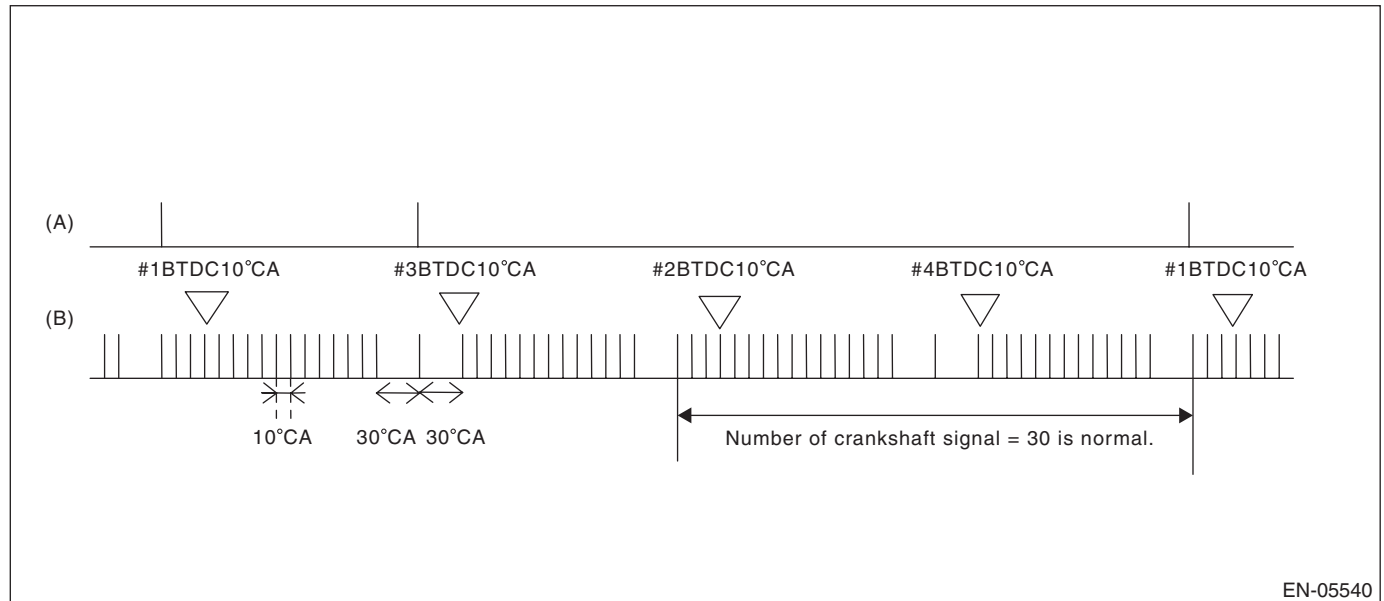 (A)
#1BTDC10°CA #3BTDC10°CA #2BTDC10°CA #4BTDC10°CA #1BTDC10°CA
(B)
10°CA 30°CA 30°CA Number of crankshaft signal = 30 is normal.
EN-05540